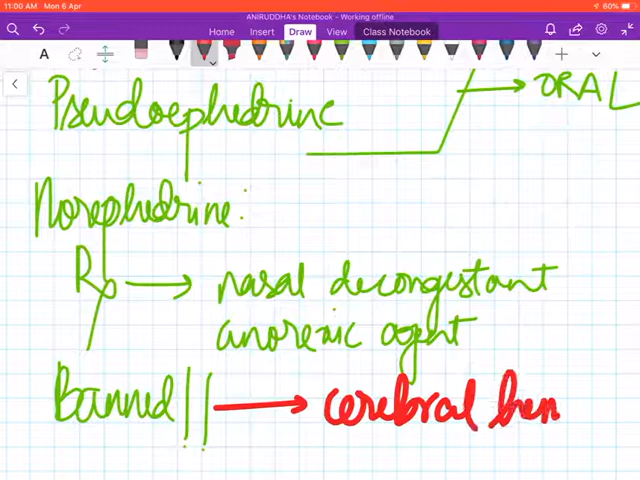 11:00 AM Mon 6 Apr
60%
ANIRUDDHA's Notebook - Working offline
Home Insert Draw View Class Notebook
A
Pseudoephedrine
ORAL
Norephedrine:
Rx → nasal decongestant
anorexic agent
Banned || → cerebral hem